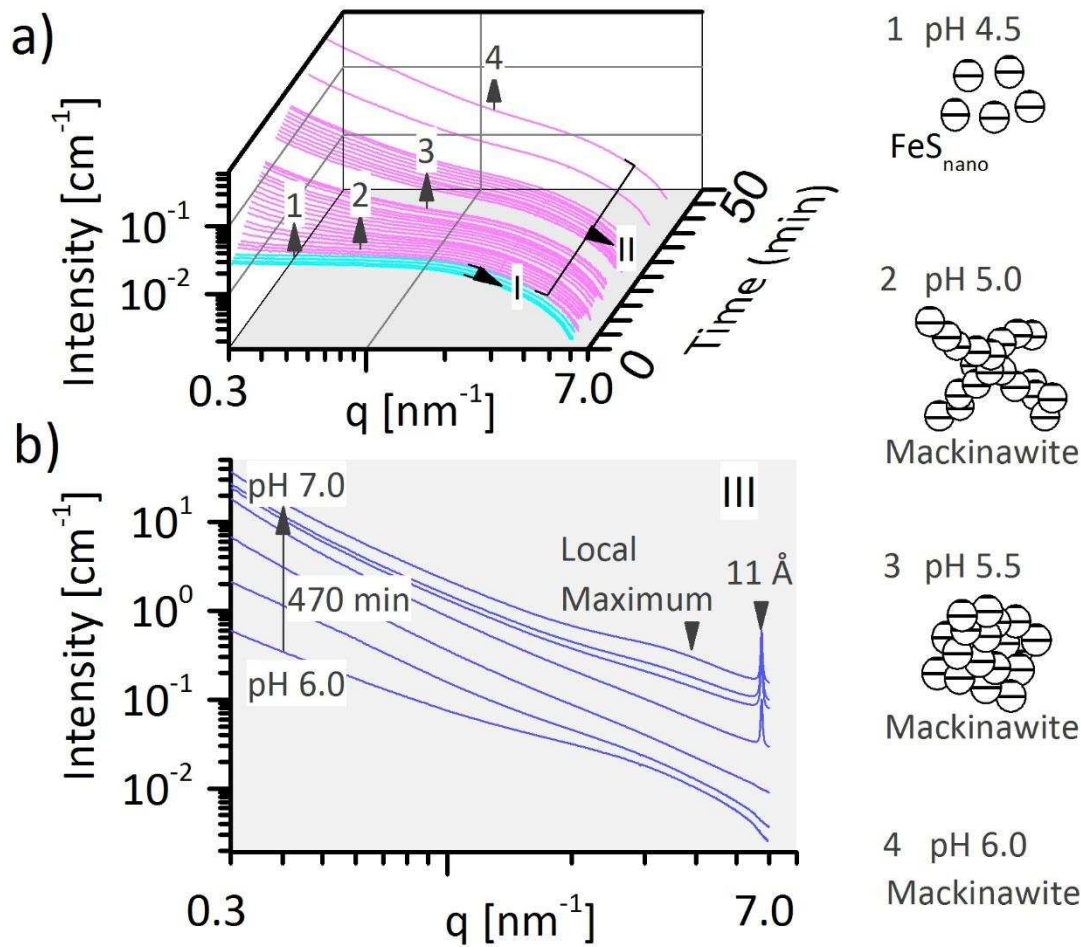 a)
Intensity [cm⁻¹]
10⁻¹
10⁻²
1
2
3
4
I
II
0.3
7.0
q [nm⁻¹]
0
50
Time (min)
b)
Intensity [cm⁻¹]
10¹
10⁰
10⁻¹
10⁻²
pH 7.0
470 min
pH 6.0
III
Local
Maximum
11 Å
0.3
7.0
q [nm⁻¹]
1 pH 4.5
FeSnano
2 pH 5.0
Mackinawite
3 pH 5.5
Mackinawite
4 pH 6.0
Mackinawite